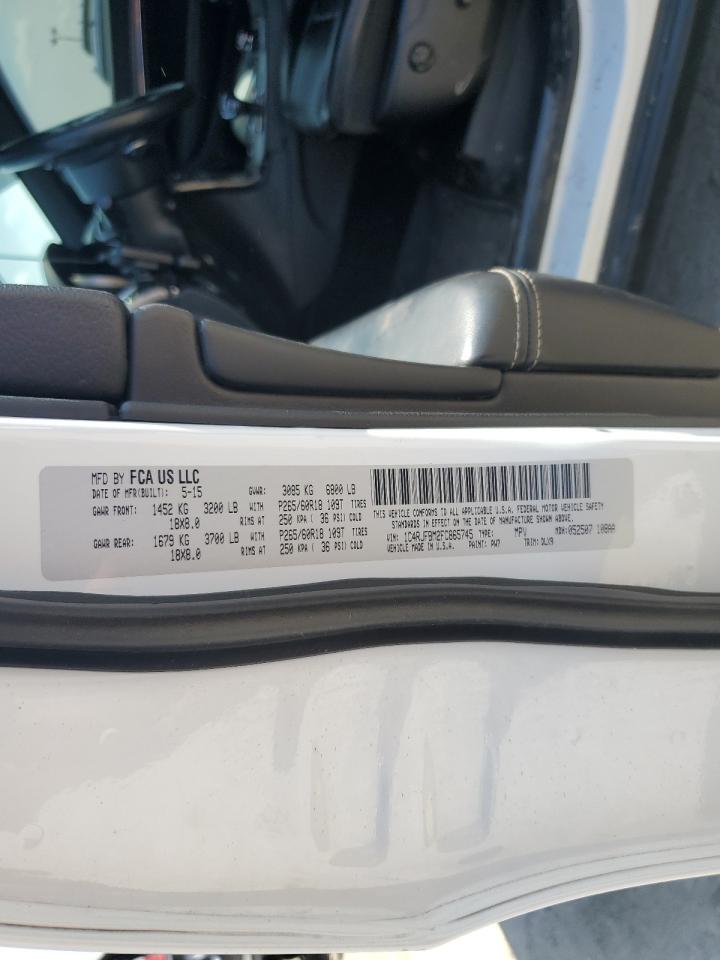 MFD BY FCA US LLC
DATE OF MFR(BUILT): 5-15 GVWR: 3085 KG 6800 LB
GAWR FRONT: 1452 KG 3200 LB WITH P265/60R18 109T TIRES
18X8.0 RIMS AT 250 KPA ( 36 PSI) COLD
GAWR REAR: 1679 KG 3700 LB WITH P265/60R18 109T TIRES
18X8.0 RIMS AT 250 KPA ( 36 PSI) COLD
THIS VEHICLE CONFORMS TO ALL APPLICABLE U.S.A. FEDERAL MOTOR VEHICLE SAFETY
STANDARDS IN EFFECT ON THE DATE OF MANUFACTURE SHOWN ABOVE.
VIN: 1C4RJFBM2FC865745 TYPE: MPV MDH: 052507 108AA
VEHICLE MADE IN U.S.A. PAINT: PW7 TRIM: DLX9